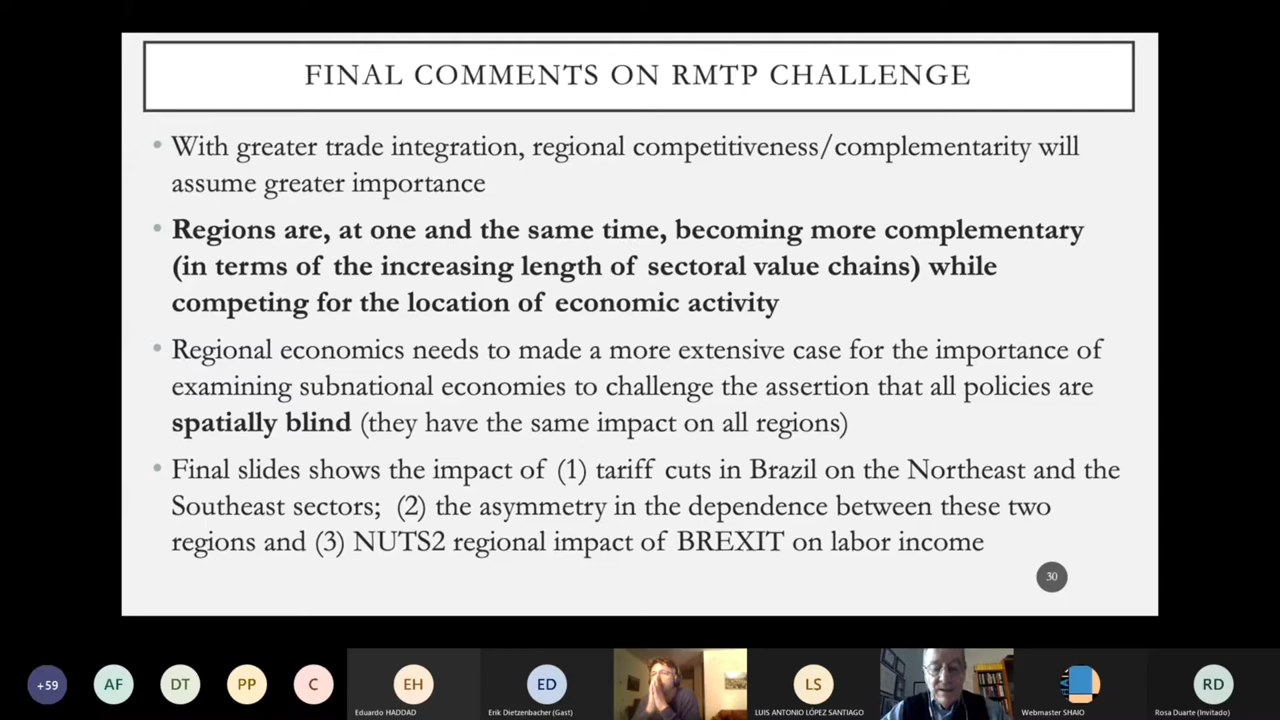 FINAL COMMENTS ON RMTP CHALLENGE
• With greater trade integration, regional competitiveness/complementarity will
assume greater importance
• Regions are, at one and the same time, becoming more complementary
(in terms of the increasing length of sectoral value chains) while
competing for the location of economic activity
• Regional economics needs to made a more extensive case for the importance of
examining subnational economies to challenge the assertion that all policies are
spatially blind (they have the same impact on all regions)
• Final slides shows the impact of (1) tariff cuts in Brazil on the Northeast and the
Southeast sectors; (2) the asymmetry in the dependence between these two
regions and (3) NUTS2 regional impact of BREXIT on labor income
30
+59
AF
DT
PP
C
EH
Eduardo HADDAD
ED
Erik Dietzenbacher (Gast)
LS
LUIS ANTONIO LÓPEZ SANTIAGO
Webmaster SHAIO
RD
Rosa Duarte (Invitado)